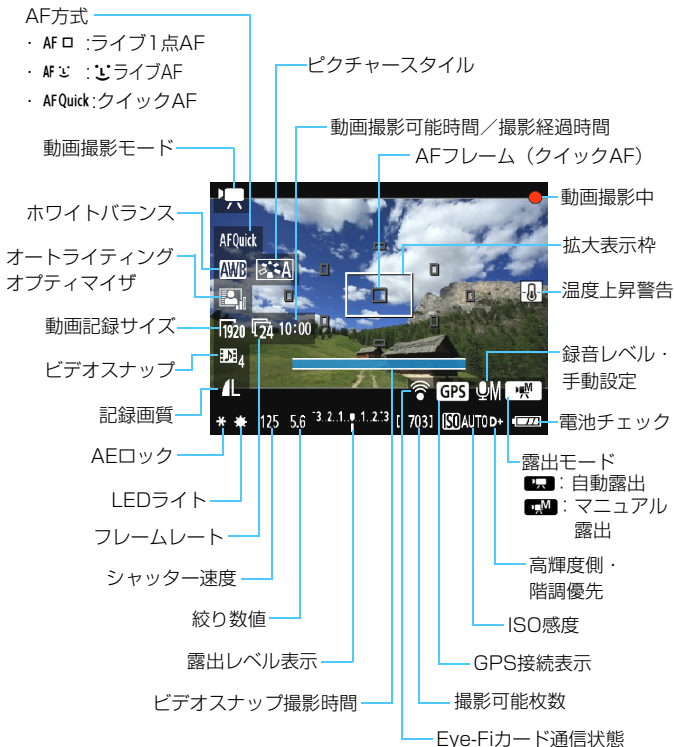 AF方式
・ AF□ :ライブ1点AF
・ AF :ライブAF
・ AFQuick:クイックAF
ピクチャースタイル
動画撮影可能時間／撮影経過時間
動画撮影モード
AFフレーム（クイックAF）
動画撮影中
ホワイトバランス
拡大表示枠
オートライティング
オプティマイザ
温度上昇警告
動画記録サイズ
ビデオスナップ
録音レベル・
手動設定
記録画質
電池チェック
AEロック
露出モード
：自動露出
M：マニュアル
露出
LEDライト
フレームレート
高輝度側・
階調優先
シャッター速度
絞り数値
ISO感度
露出レベル表示
GPS接続表示
ビデオスナップ撮影時間
撮影可能枚数
Eye-Fiカード通信状態
AFQuick
AWB
A
1920 24 10:00
4
L
GPS M M
125 5.6 -3..2..1..▼..1..2..+3 [ 703] ISO AUTO D+